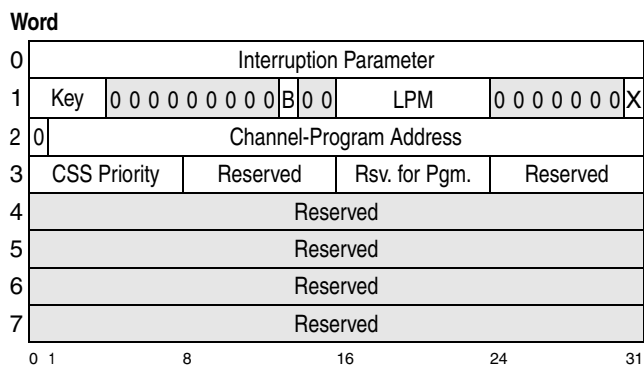 Word
0 Interruption Parameter
1 Key 0 0 0 0 0 0 0 0 0 B 0 0 LPM 0 0 0 0 0 0 0 X
2 0 Channel-Program Address
3 CSS Priority Reserved Rsv. for Pgm. Reserved
4 Reserved
5 Reserved
6 Reserved
7 Reserved
0 1 8 16 24 31